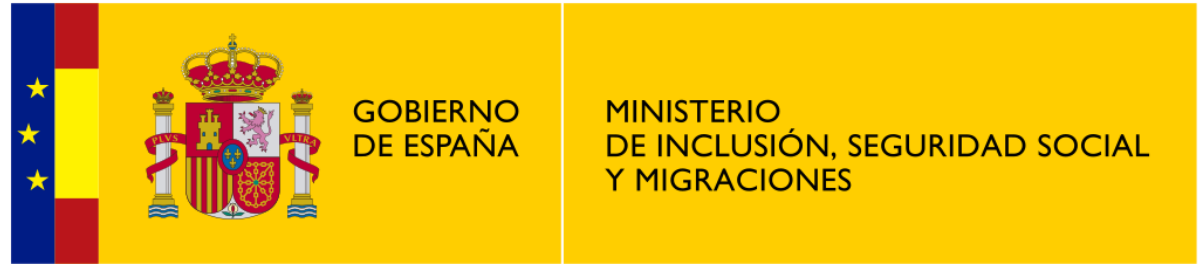 PLVS VLTRA
GOBIERNO
DE ESPAÑA
MINISTERIO
DE INCLUSIÓN, SEGURIDAD SOCIAL
Y MIGRACIONES